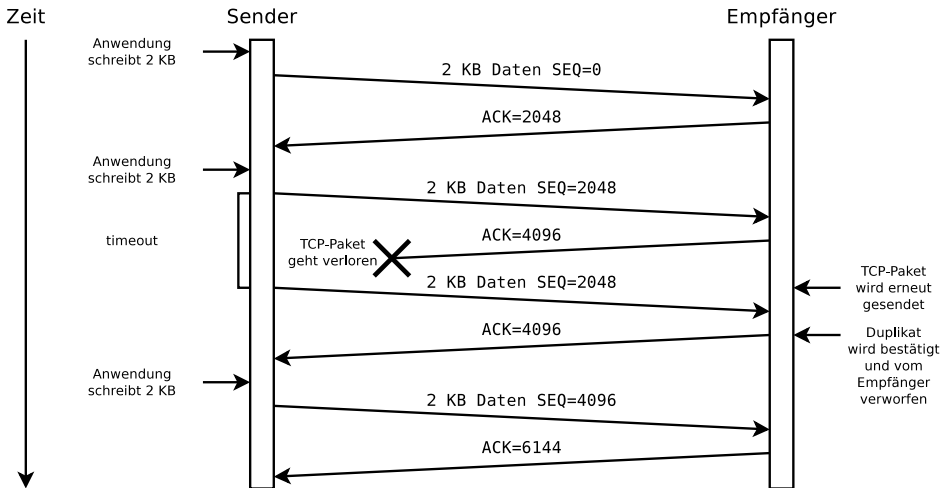 Zeit
Sender
Empfänger
Anwendung
schreibt 2 KB
2 KB Daten SEQ=0
ACK=2048
Anwendung
schreibt 2 KB
2 KB Daten SEQ=2048
timeout
ACK=4096
TCP-Paket
geht verloren
2 KB Daten SEQ=2048
TCP-Paket
wird erneut
gesendet
ACK=4096
Duplikat
wird bestätigt
und vom
Empfänger
verworfen
Anwendung
schreibt 2 KB
2 KB Daten SEQ=4096
ACK=6144